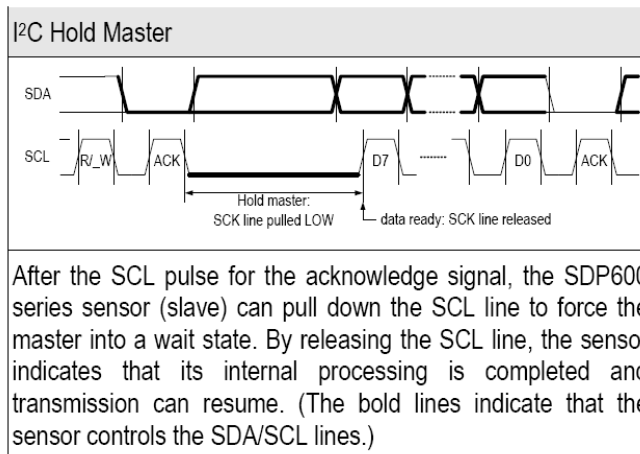 I²C Hold Master
SDA
SCL
R/_W
ACK
D7
D0
ACK
Hold master:
SCK line pulled LOW
data ready: SCK line released
After the SCL pulse for the acknowledge signal, the SDP600
series sensor (slave) can pull down the SCL line to force the
master into a wait state. By releasing the SCL line, the senso
indicates that its internal processing is completed and
transmission can resume. (The bold lines indicate that the
sensor controls the SDA/SCL lines.)